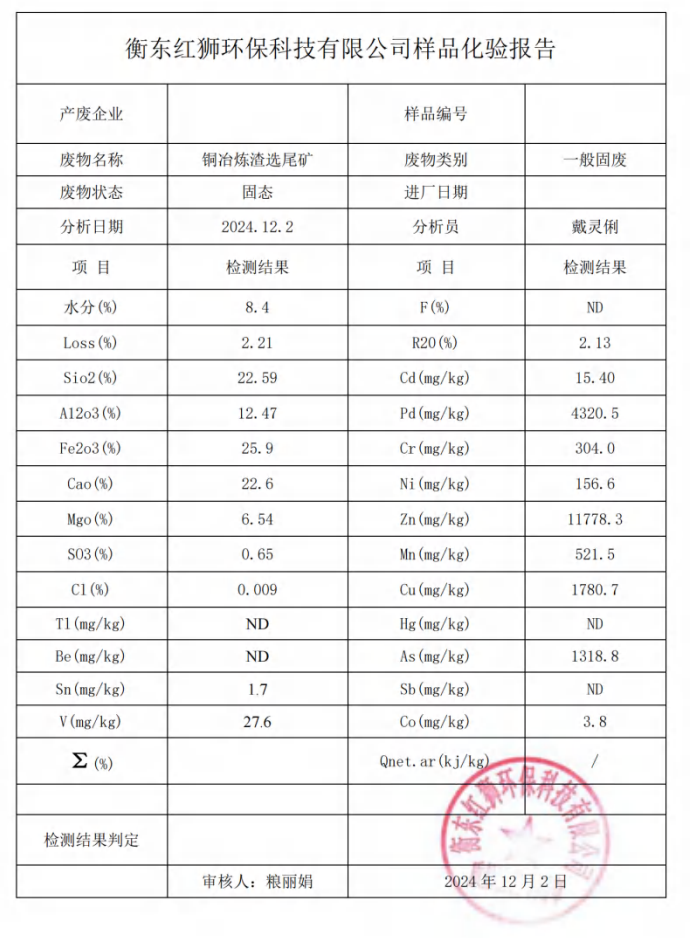 衡东红狮环保科技有限公司样品化验报告
产废企业 样品编号
废物名称 铜冶炼渣选尾矿 废物类别 一般固废
废物状态 固态 进厂日期
分析日期 2024.12.2 分析员 戴灵俐
项 目 检测结果 项 目 检测结果
水分(%) 8.4 F(%) ND
Loss(%) 2.21 R2O(%) 2.13
Sio2(%) 22.59 Cd(mg/kg) 15.40
Al2o3(%) 12.47 Pd(mg/kg) 4320.5
Fe2o3(%) 25.9 Cr(mg/kg) 304.0
Cao(%) 22.6 Ni(mg/kg) 156.6
Mgo(%) 6.54 Zn(mg/kg) 11778.3
SO3(%) 0.65 Mn(mg/kg) 521.5
Cl(%) 0.009 Cu(mg/kg) 1780.7
Tl(mg/kg) ND Hg(mg/kg) ND
Be(mg/kg) ND As(mg/kg) 1318.8
Sn(mg/kg) 1.7 Sb(mg/kg) ND
V(mg/kg) 27.6 Co(mg/kg) 3.8
Σ(%) Qnet.ar(kj/kg) /
衡东红狮环保科技有限公司
检测结果判定
审核人：粮丽娟 2024年12月2日